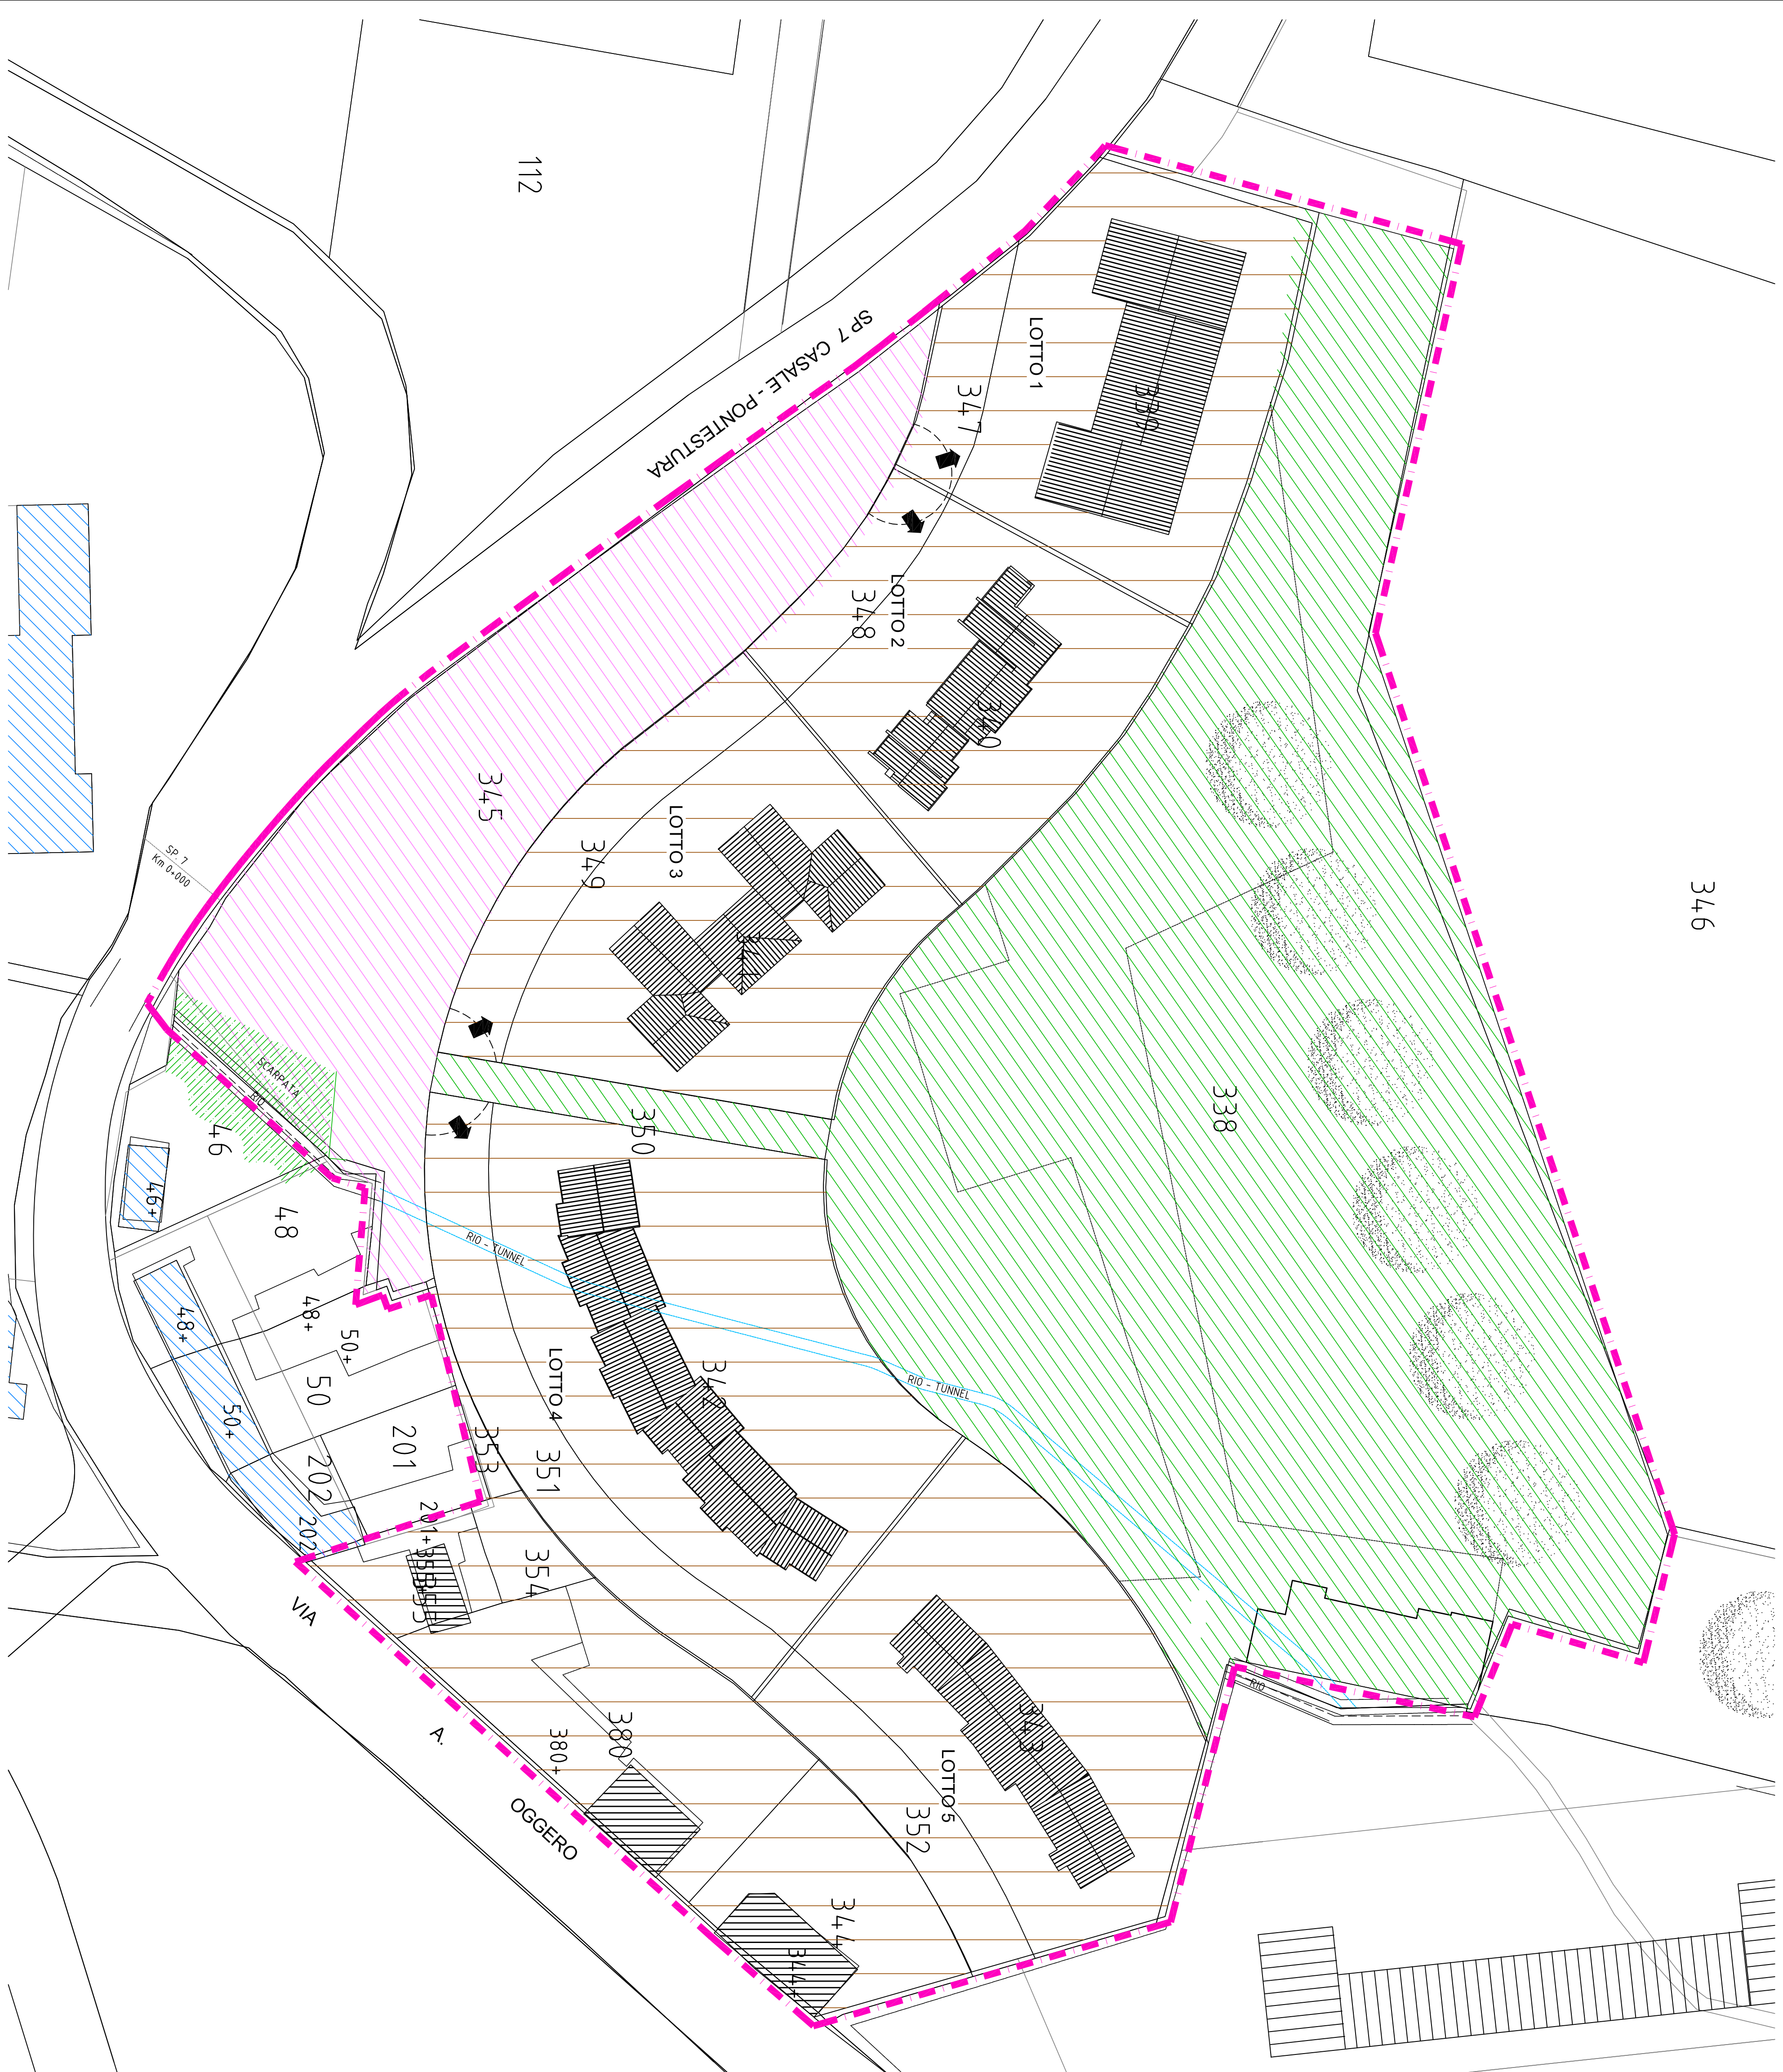 112
SP 7 CASALE - PONTESTURA
LOTTO 1
347
339
LOTTO 2
348
340
345
LOTTO 3
349
341
346
SP. 7
Km 0+000
SCARPATA
RIO
46
46+
350
338
48
48+
RIO - TUNNEL
48+
50+
50
50+
201
202
202
353
351
LOTTO 4
342
RIO - TUNNEL
201+
354
VIA
A.
OGGERO
380
380+
343
LOTTO 5
352
RIO
344
344+